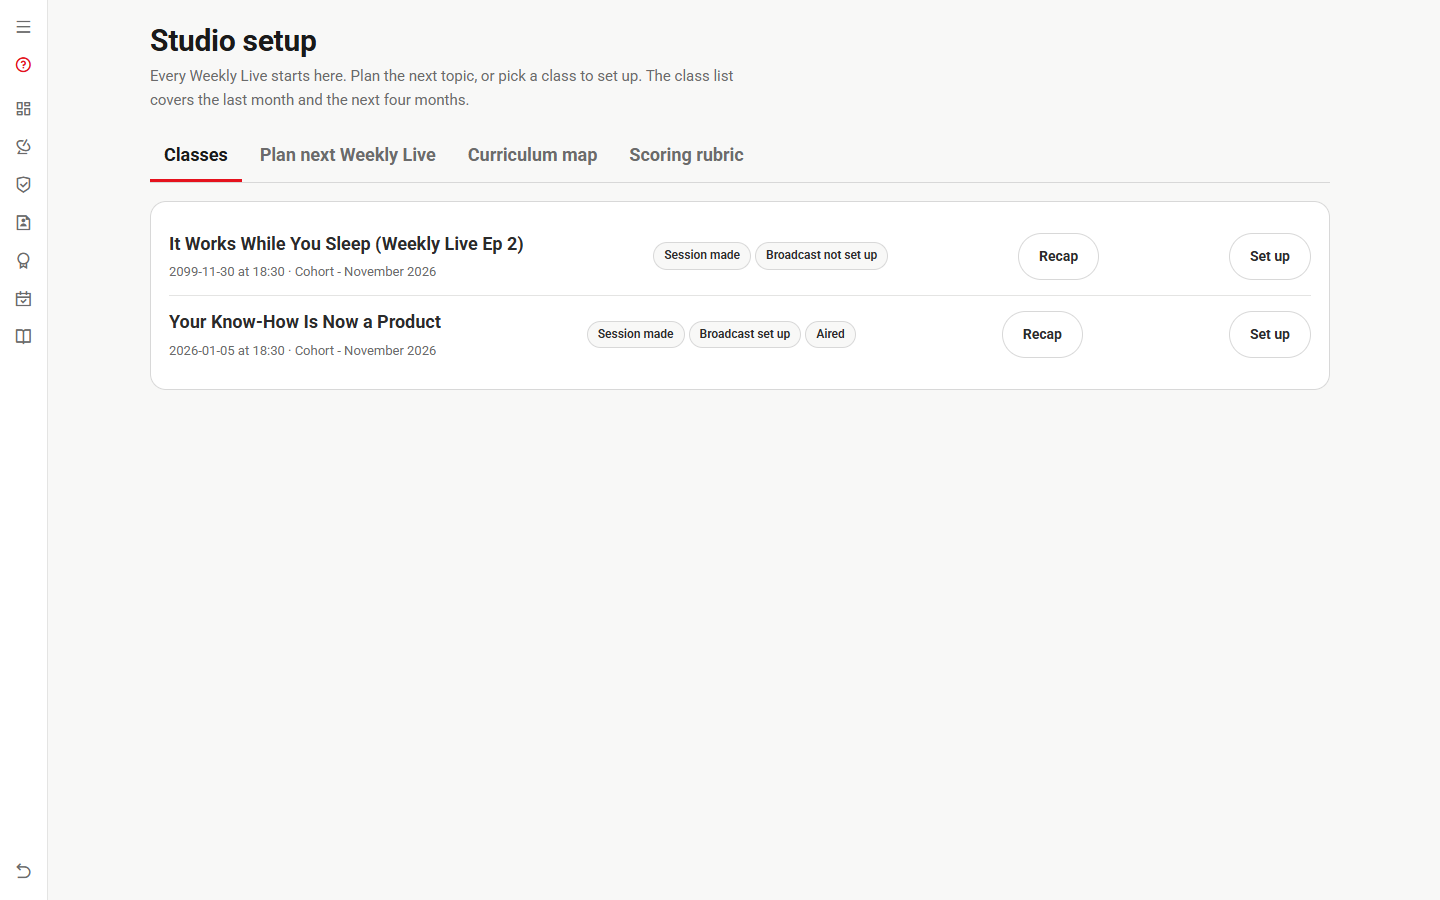 Studio setup
Every Weekly Live starts here. Plan the next topic, or pick a class to set up. The class list
covers the last month and the next four months.
Classes
Plan next Weekly Live
Curriculum map
Scoring rubric
It Works While You Sleep (Weekly Live Ep 2)
2099-11-30 at 18:30 · Cohort - November 2026
Session made
Broadcast not set up
Recap
Set up
Your Know-How Is Now a Product
2026-01-05 at 18:30 · Cohort - November 2026
Session made
Broadcast set up
Aired
Recap
Set up